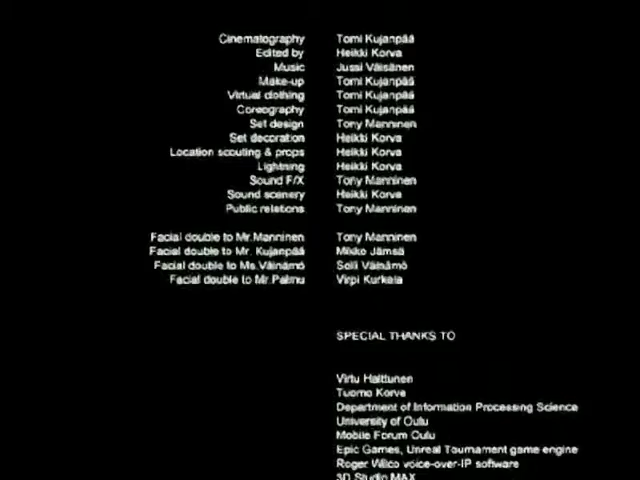 Cinematography Tomi Kujanpää
Edited by Heikki Korva
Music Jussi Väisänen
Make-up Tomi Kujanpää
Virtual clothing Tomi Kujanpää
Coreography Tomi Kujanpää
Set design Tony Manninen
Set decoration Heikki Korva
Location scouting & props Heikki Korva
Lightning Heikki Korva
Sound F/X Tony Manninen
Sound scenery Heikki Korva
Public relations Tony Manninen
Facial double to Mr.Manninen Tony Manninen
Facial double to Mr. Kujanpää Mikko Jämsä
Facial double to Ms.Väinämö Soili Väinämö
Facial double to Mr.Palmu Virpi Kurkela
SPECIAL THANKS TO
Virtu Halttunen
Tuomo Korva
Department of Information Processing Science
University of Oulu
Mobile Forum Oulu
Epic Games, Unreal Tournament game engine
Roger Wilco voice-over-IP software
3D Studio MAX